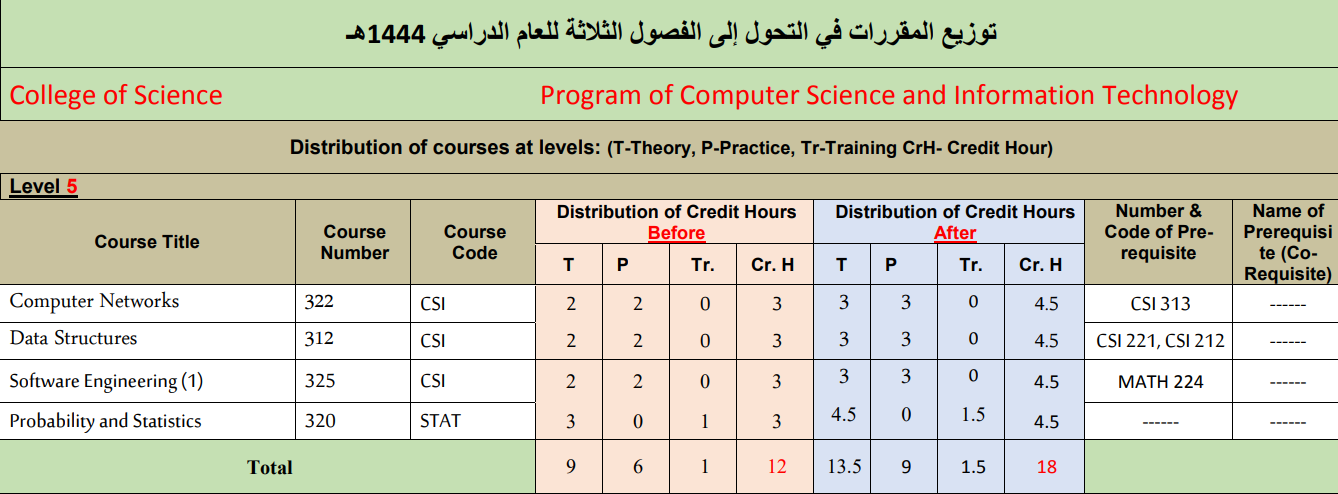 توزيع المقررات في التحول إلى الفصول الثلاثة للعام الدراسي 1444هـ
College of Science Program of Computer Science and Information Technology
Distribution of courses at levels: (T-Theory, P-Practice, Tr-Training CrH- Credit Hour)
Level 5
Course Title Course Number Course Code Distribution of Credit Hours Before Distribution of Credit Hours After Number & Code of Pre-requisite Name of Prerequisi te (Co-Requisite)
T P Tr. Cr. H T P Tr. Cr. H
Computer Networks 322 CSI 2 2 0 3 3 3 0 4.5 CSI 313 ------
Data Structures 312 CSI 2 2 0 3 3 3 0 4.5 CSI 221, CSI 212 ------
Software Engineering (1) 325 CSI 2 2 0 3 3 3 0 4.5 MATH 224 ------
Probability and Statistics 320 STAT 3 0 1 3 4.5 0 1.5 4.5 ------ ------
Total 9 6 1 12 13.5 9 1.5 18